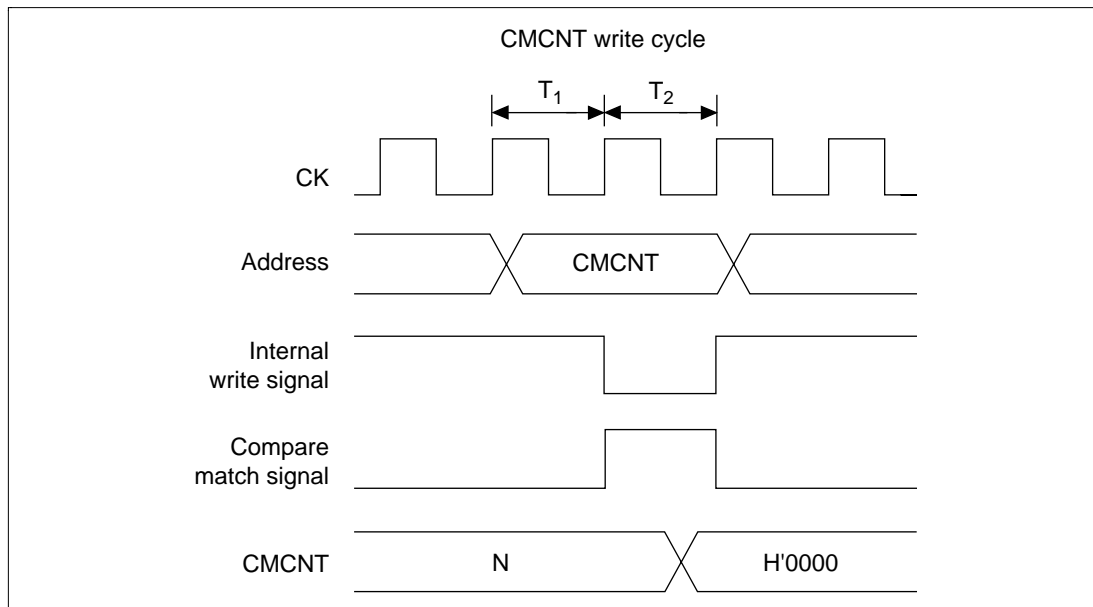 CMCNT write cycle
T1 T2
CK
Address
CMCNT
Internal
write signal
Compare
match signal
CMCNT
N
H'0000